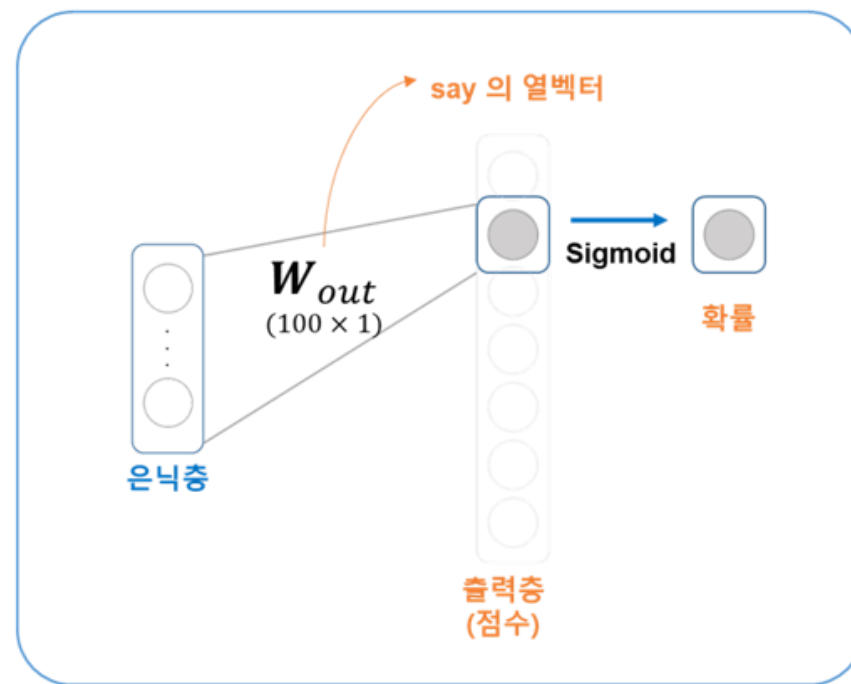 say 의 열벡터
W_out
(100 × 1)
Sigmoid
확률
은닉층
출력층
(점수)